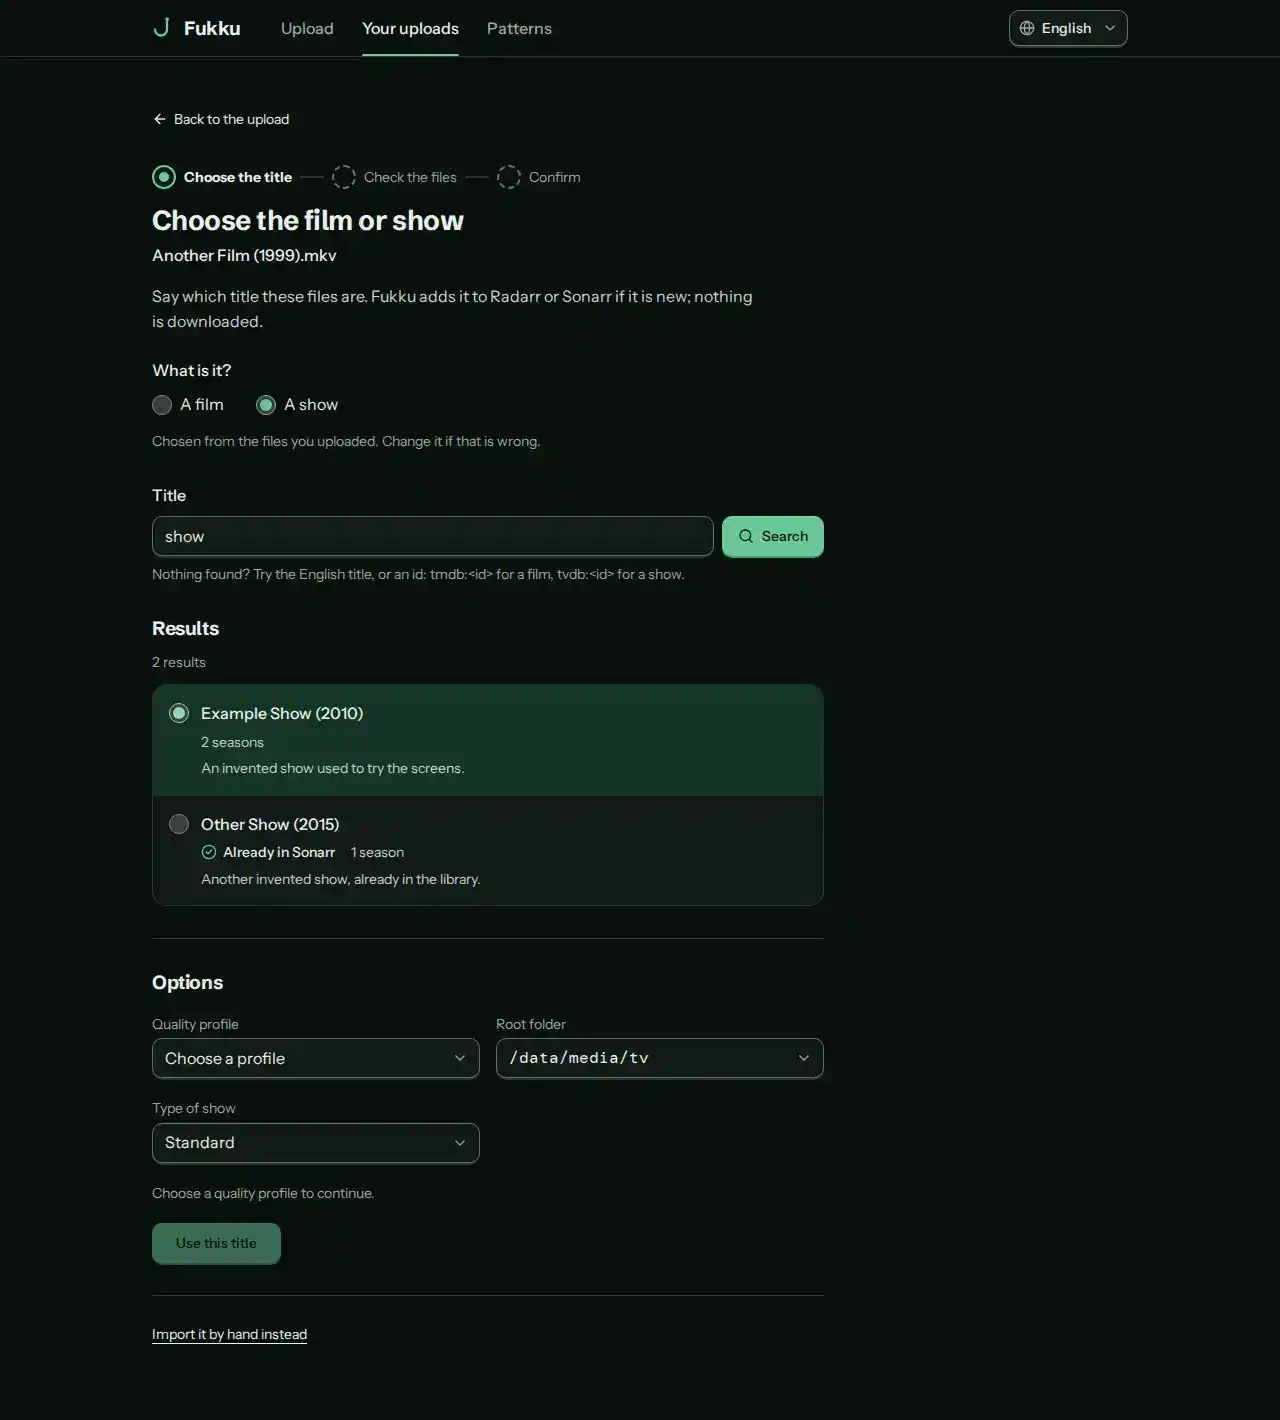 Fukku
Upload
Your uploads
Patterns
English
Back to the upload
Choose the title
Check the files
Confirm
Choose the film or show
Another Film (1999).mkv
Say which title these files are. Fukku adds it to Radarr or Sonarr if it is new; nothing
is downloaded.
What is it?
A film
A show
Chosen from the files you uploaded. Change it if that is wrong.
Title
show
Search
Nothing found? Try the English title, or an id: tmdb:<id> for a film, tvdb:<id> for a show.
Results
2 results
Example Show (2010)
2 seasons
An invented show used to try the screens.
Other Show (2015)
Already in Sonarr 1 season
Another invented show, already in the library.
Options
Quality profile
Choose a profile
Root folder
/data/media/tv
Type of show
Standard
Choose a quality profile to continue.
Use this title
Import it by hand instead